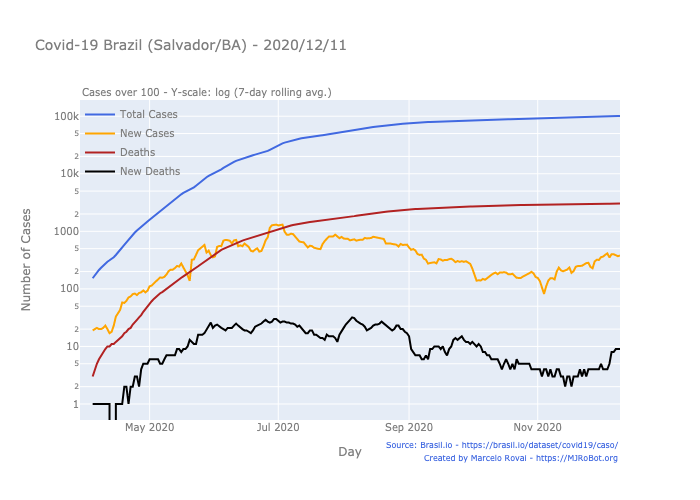 Covid-19 Brazil (Salvador/BA) - 2020/12/11
Cases over 100 - Y-scale: log (7-day rolling avg.)
Total Cases
New Cases
Deaths
New Deaths
100k
5
2
10k
5
2
1000
5
2
100
5
2
10
5
2
1
Number of Cases
May 2020
Jul 2020
Sep 2020
Nov 2020
Day
Source: Brasil.io - https://brasil.io/dataset/covid19/caso/
Created by Marcelo Rovai - https://MJRoBot.org